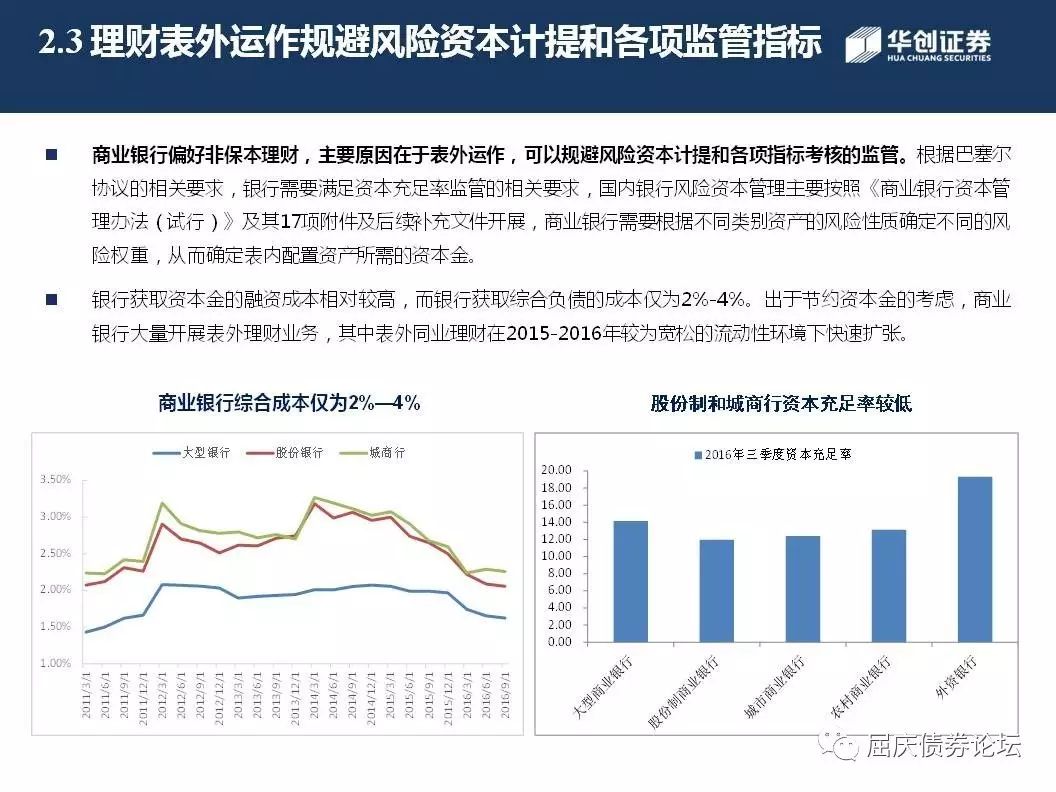 2.3 理财表外运作规避风险资本计提和各项监管指标
华创证券
HUA CHUANG SECURITIES
商业银行偏好非保本理财，主要原因在于表外运作，可以规避风险资本计提和各项指标考核的监管。根据巴塞尔
协议的相关要求，银行需要满足资本充足率监管的相关要求，国内银行风险资本管理主要按照《商业银行资本管
理办法（试行）》及其17项附件及后续补充文件开展，商业银行需要根据不同类别资产的风险性质确定不同的风
险权重，从而确定表内配置资产所需的资本金。
银行获取资本金的融资成本相对较高，而银行获取综合负债的成本仅为2%-4%。出于节约资本金的考虑，商业
银行大量开展表外理财业务，其中表外同业理财在2015-2016年较为宽松的流动性环境下快速扩张。
商业银行综合成本仅为2%—4%
大型银行 股份银行 城商行
3.50%
3.00%
2.50%
2.00%
1.50%
1.00%
2011/3/1
2011/6/1
2011/9/1
2011/12/1
2012/3/1
2012/6/1
2012/9/1
2012/12/1
2013/3/1
2013/6/1
2013/9/1
2013/12/1
2014/3/1
2014/6/1
2014/9/1
2014/12/1
2015/3/1
2015/6/1
2015/9/1
2015/12/1
2016/3/1
2016/6/1
2016/9/1
股份制和城商行资本充足率较低
2016年三季度资本充足率
20.00
18.00
16.00
14.00
12.00
10.00
8.00
6.00
4.00
2.00
0.00
大型商业银行
股份制商业银行
城市商业银行
农村商业银行
外资银行
屈庆债券论坛